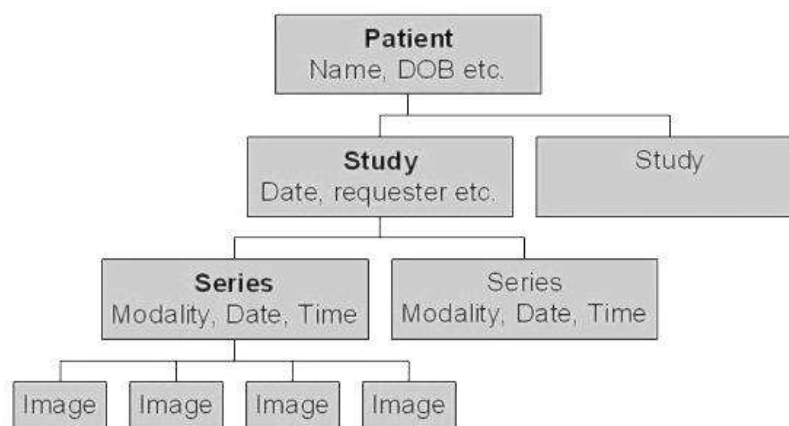 Patient
Name, DOB etc.
Study
Date, requester etc.
Study
Series
Modality, Date, Time
Series
Modality, Date, Time
Image
Image
Image
Image